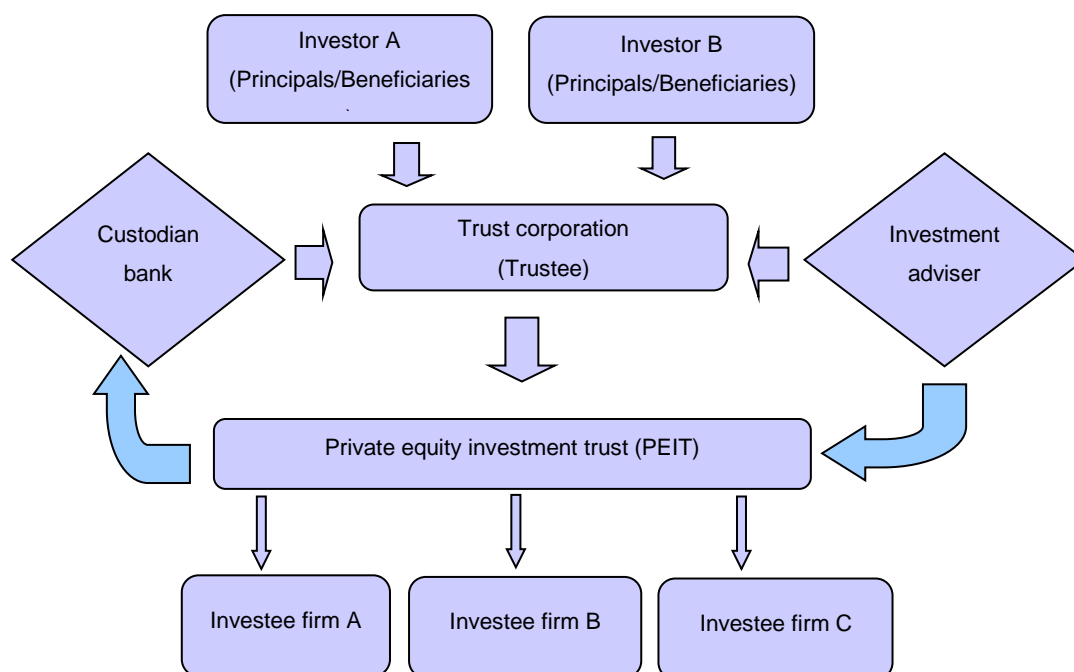 Investor A
(Principals/Beneficiaries
.
Investor B
(Principals/Beneficiaries)
Custodian
bank
Trust corporation
(Trustee)
Investment
adviser
Private equity investment trust (PEIT)
Investee firm A
Investee firm B
Investee firm C